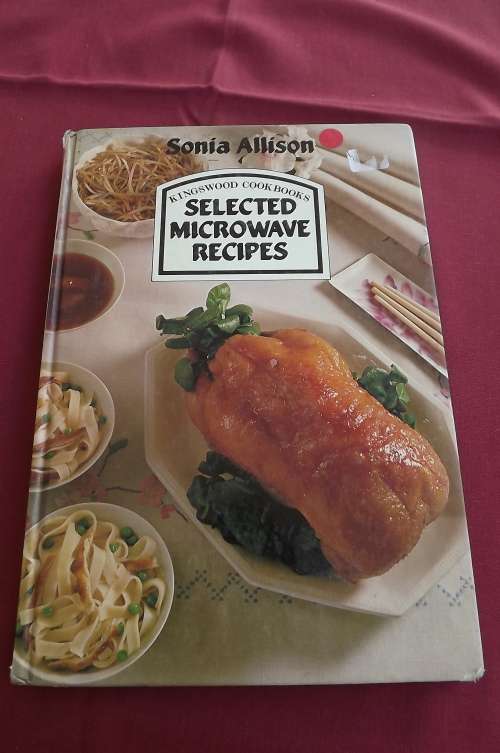 Sonia Allison
KINGSWOOD COOKBOOKS
SELECTED
MICROWAVE
RECIPES